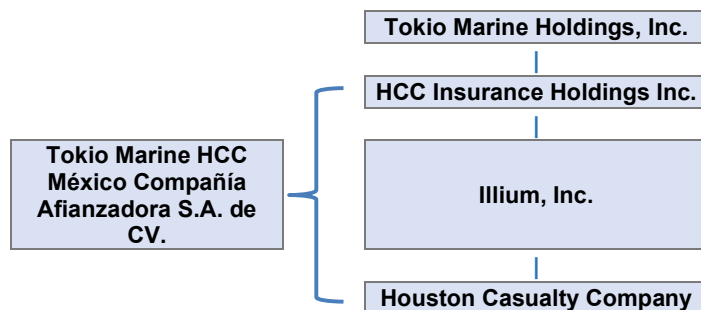 Tokio Marine Holdings, Inc.
HCC Insurance Holdings Inc.
Tokio Marine HCC
México Compañía
Afianzadora S.A. de
CV.
Illium, Inc.
Houston Casualty Company